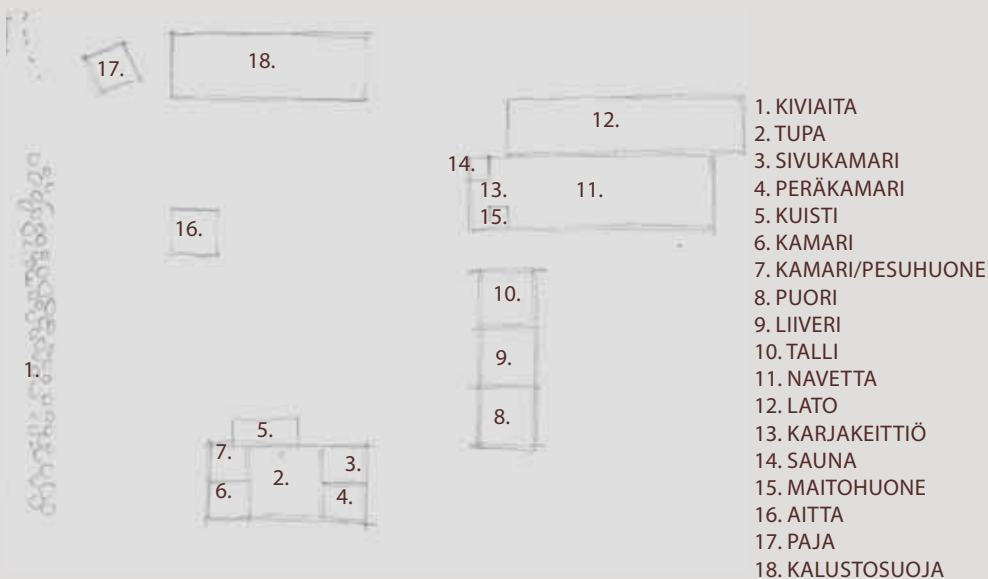 17.
18.
12.
14.
13.
11.
15.
16.
10.
1.
9.
8.
5.
7.
3.
2.
6.
4.
1. KIVIAITA
2. TUPA
3. SIVUKAMARI
4. PERÄKAMARI
5. KUISTI
6. KAMARI
7. KAMARI/PESUHUONE
8. PUORI
9. LIIVERI
10. TALLI
11. NAVETTA
12. LATO
13. KARJAKEITTIÖ
14. SAUNA
15. MAITOHUONE
16. AITTA
17. PAJA
18. KALUSTOSUOJA